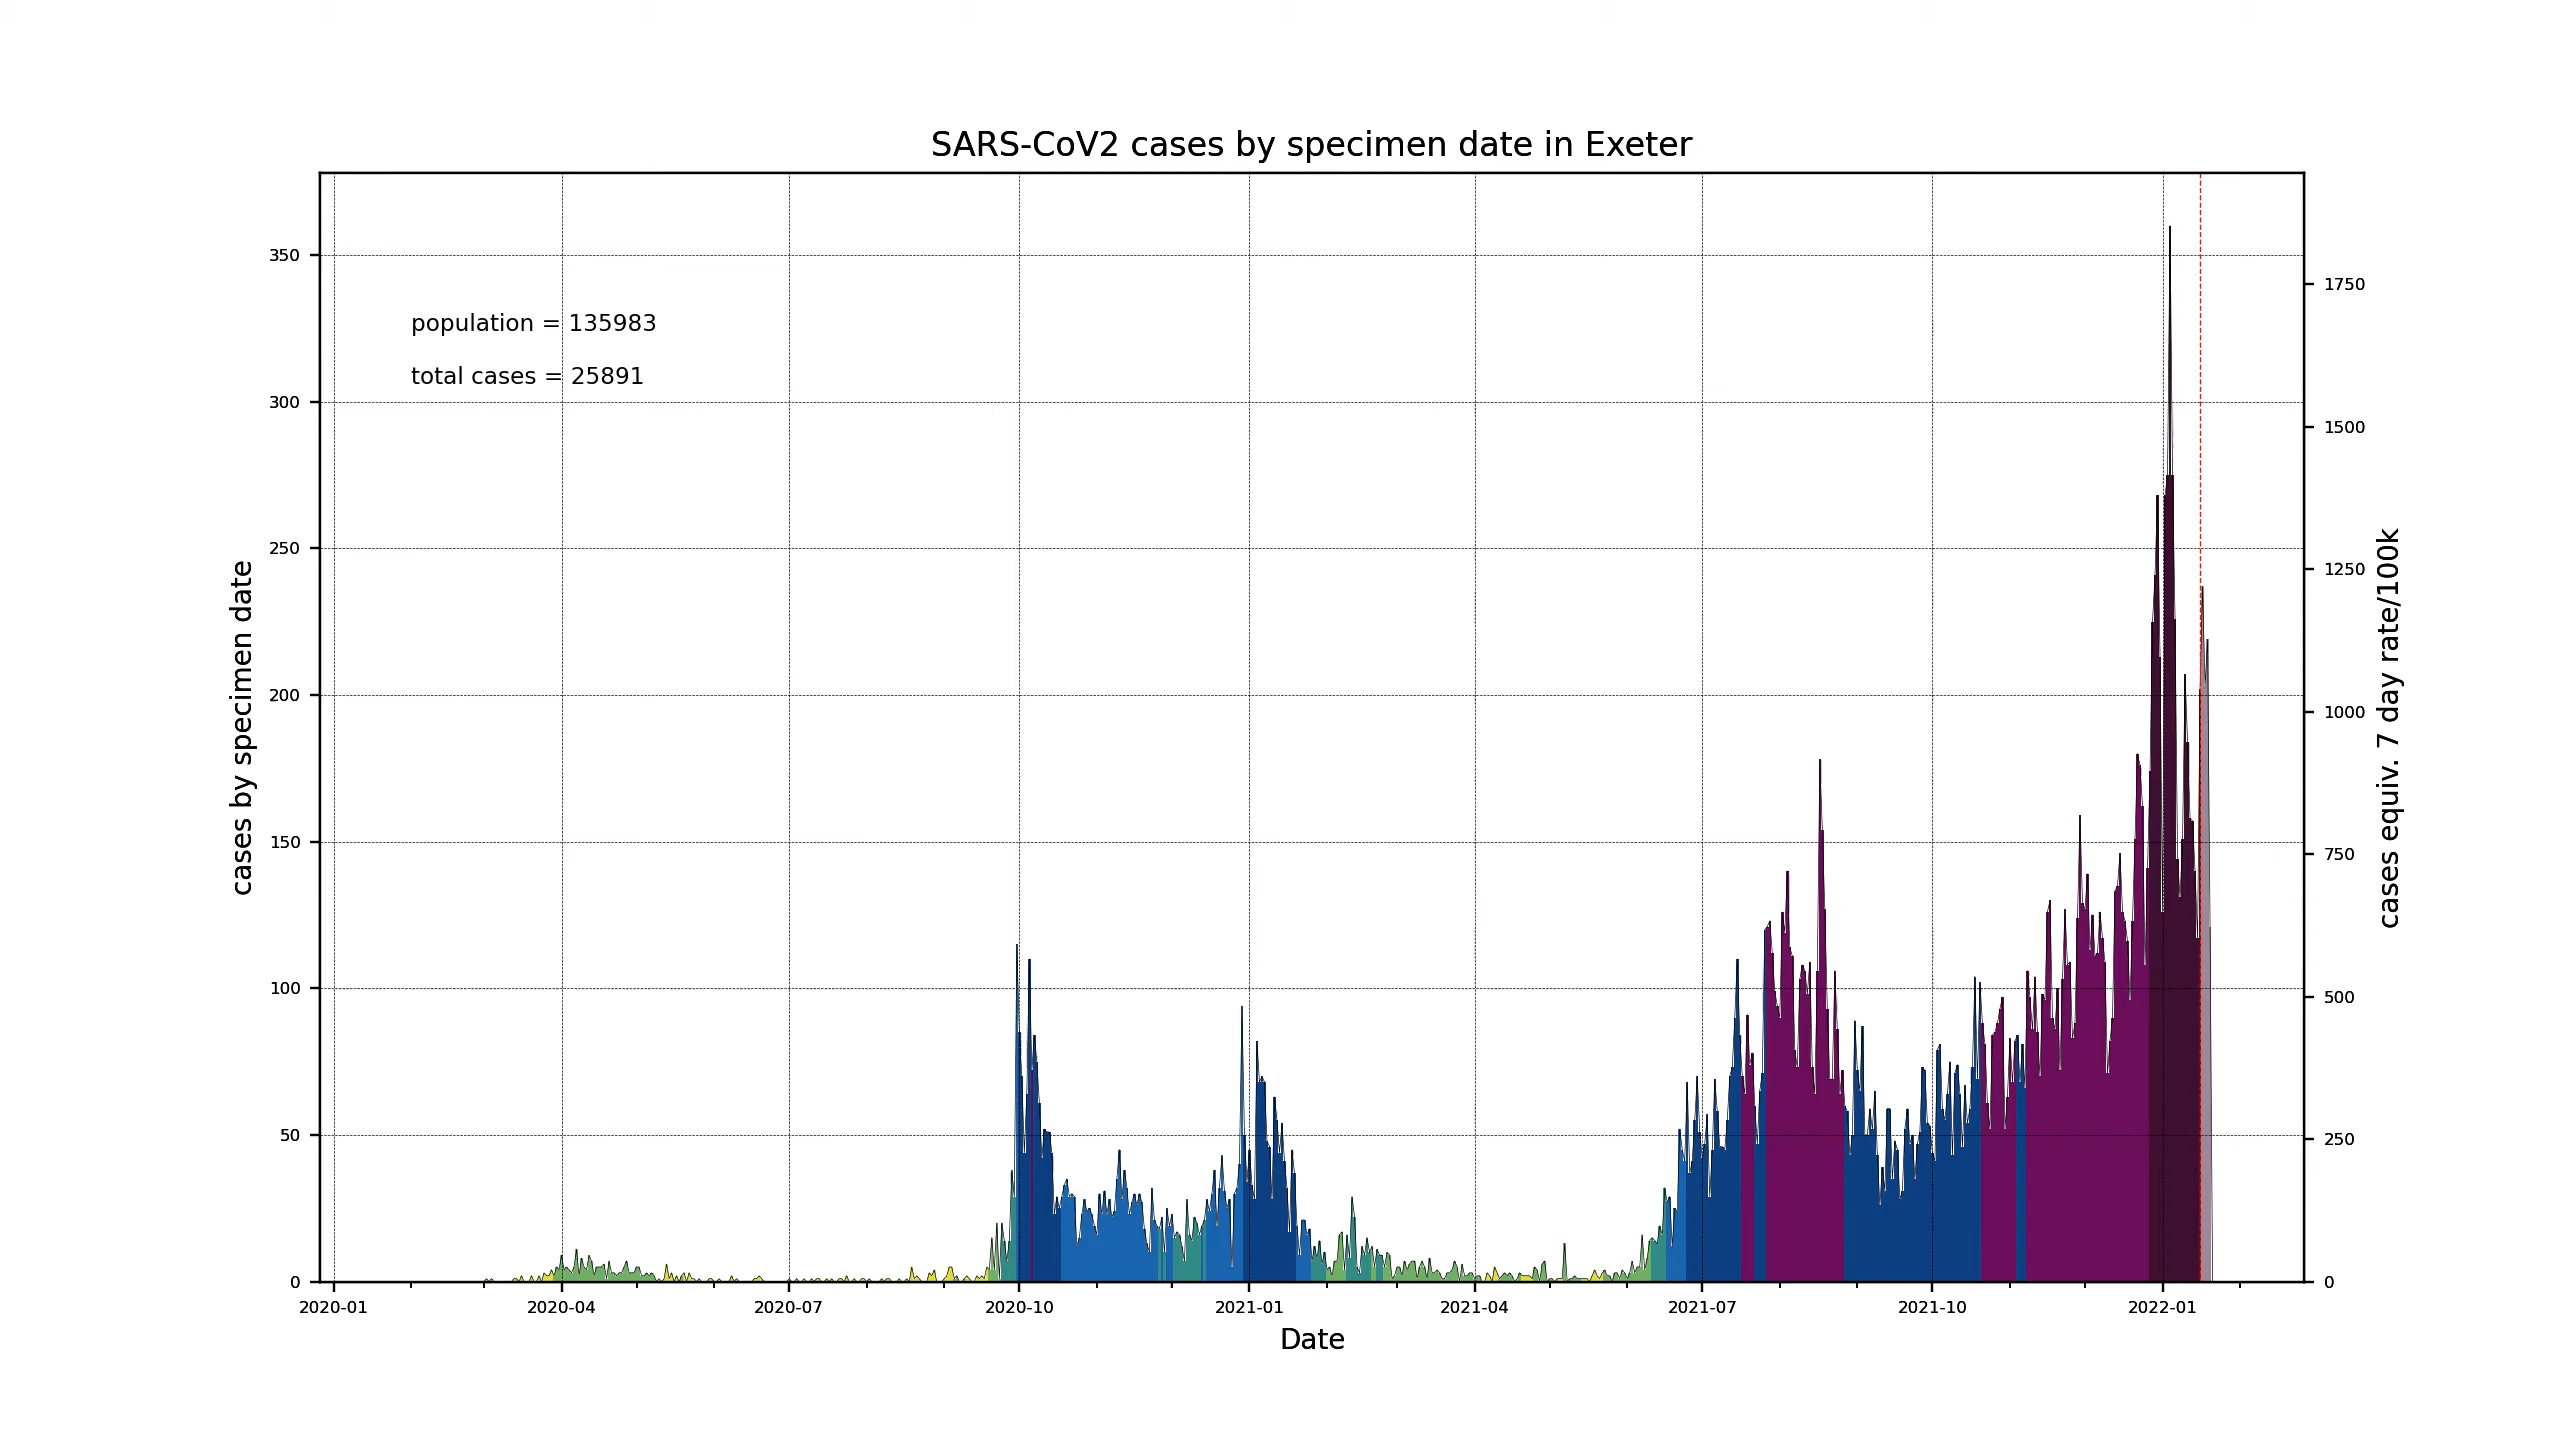 SARS-CoV2 cases by specimen date in Exeter
population = 135983
total cases = 25891
cases by specimen date
350
300
250
200
150
100
50
0
1750
1500
1250
1000
750
500
250
0
cases equiv. 7 day rate/100k
2020-01 2020-04 2020-07 2020-10 2021-01 2021-04 2021-07 2021-10 2022-01
Date